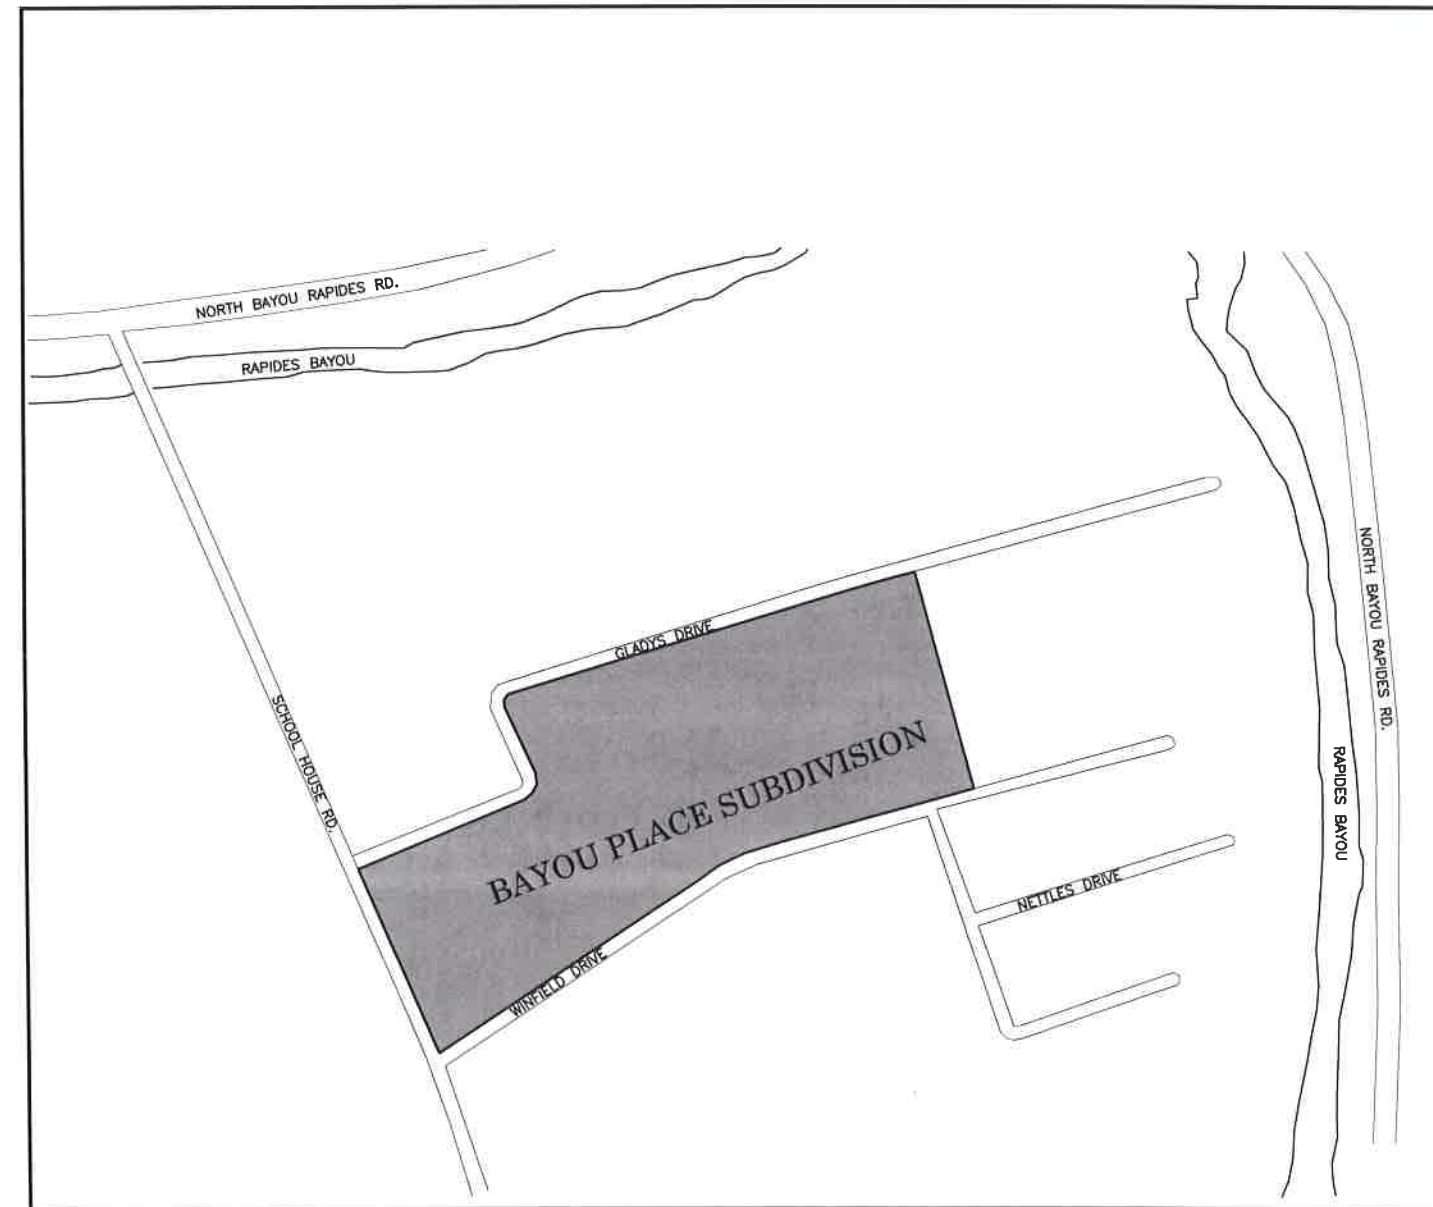 NORTH BAYOU RAPIDES RD.
RAPIDES BAYOU
NORTH BAYOU RAPIDES RD.
GLADYS DRIVE
SCHOOL HOUSE RD.
BAYOU PLACE SUBDIVISION
RAPIDES BAYOU
NETTLES DRIVE
WINFIELD DRIVE